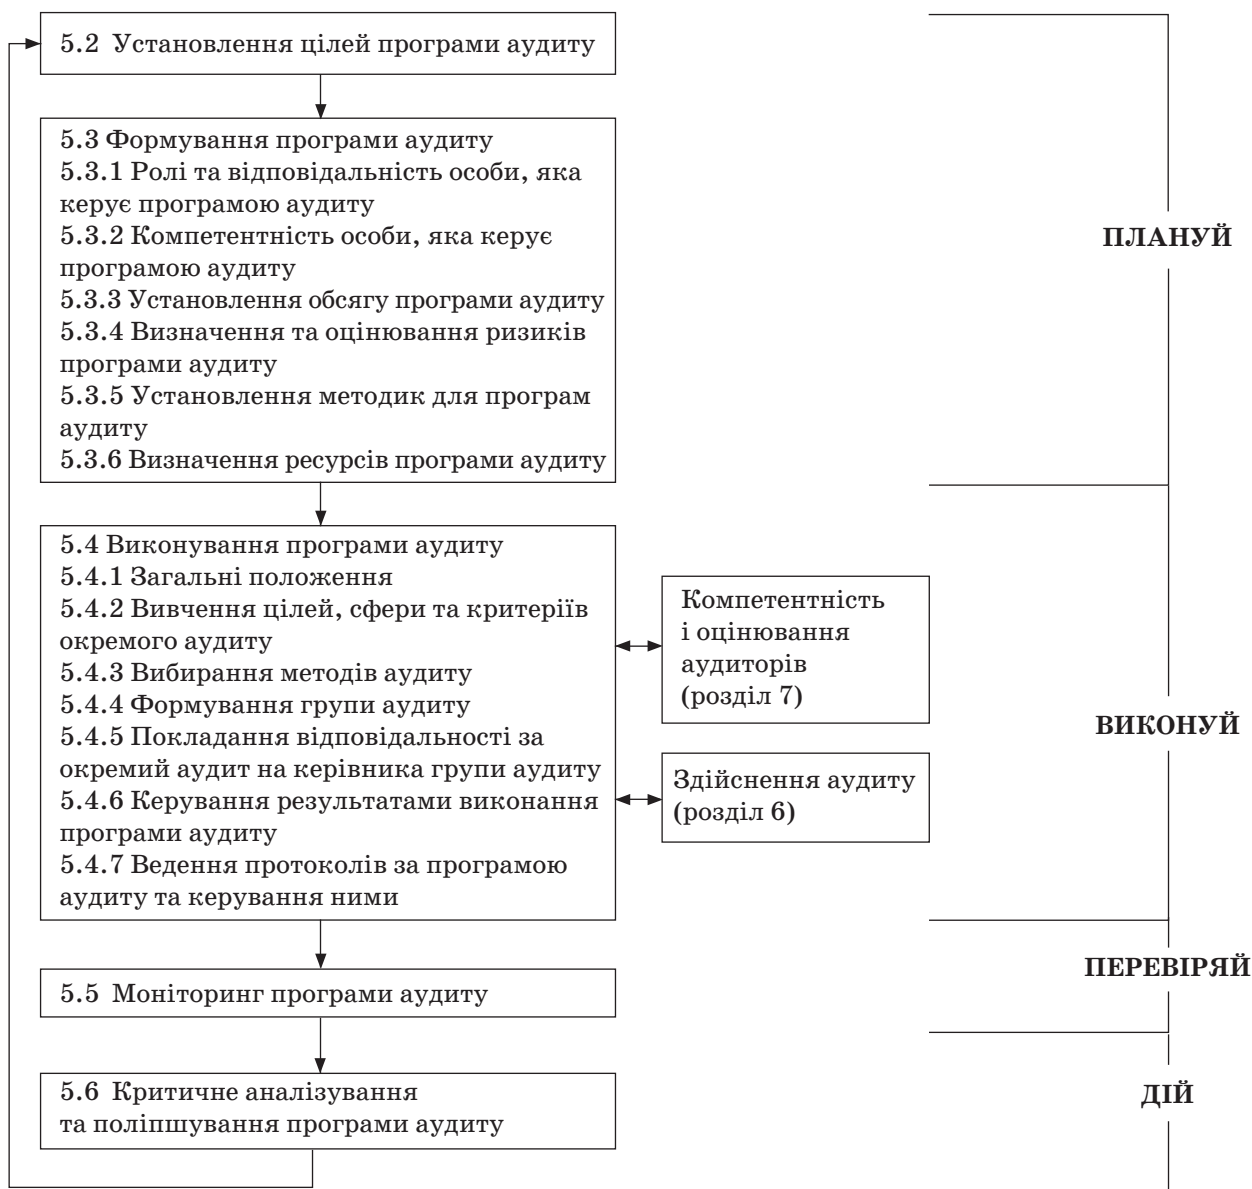 5.2 Установлення цілей програми аудиту
5.3 Формування програми аудиту
5.3.1 Ролі та відповідальність особи, яка
керує програмою аудиту
5.3.2 Компетентність особи, яка керує
програмою аудиту
5.3.3 Установлення обсягу програми аудиту
5.3.4 Визначення та оцінювання ризиків
програми аудиту
5.3.5 Установлення методик для програм
аудиту
5.3.6 Визначення ресурсів програми аудиту
ПЛАНУЙ
5.4 Виконування програми аудиту
5.4.1 Загальні положення
5.4.2 Вивчення цілей, сфери та критеріїв
окремого аудиту
5.4.3 Вибирання методів аудиту
5.4.4 Формування групи аудиту
5.4.5 Покладання відповідальності за
окремий аудит на керівника групи аудиту
5.4.6 Керування результатами виконання
програми аудиту
5.4.7 Ведення протоколів за програмою
аудиту та керування ними
Компетентність
і оцінювання
аудиторів
(розділ 7)
Здійснення аудиту
(розділ 6)
ВИКОНУЙ
5.5 Моніторинг програми аудиту
ПЕРЕВІРЯЙ
5.6 Критичне аналізування
та поліпшування програми аудиту
ДІЙ